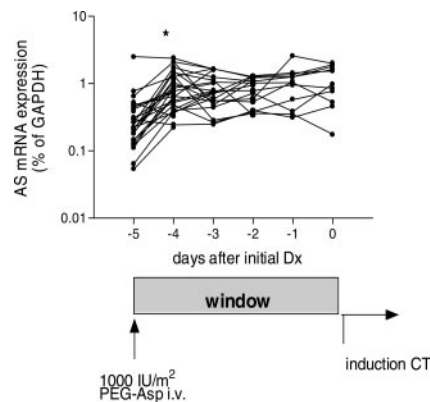 AS mRNA expression
(% of GAPDH)
*
10
1
0.1
0.01
-5 -4 -3 -2 -1 0
days after initial Dx
window
induction CT
1000 IU/m²
PEG-Asp i.v.